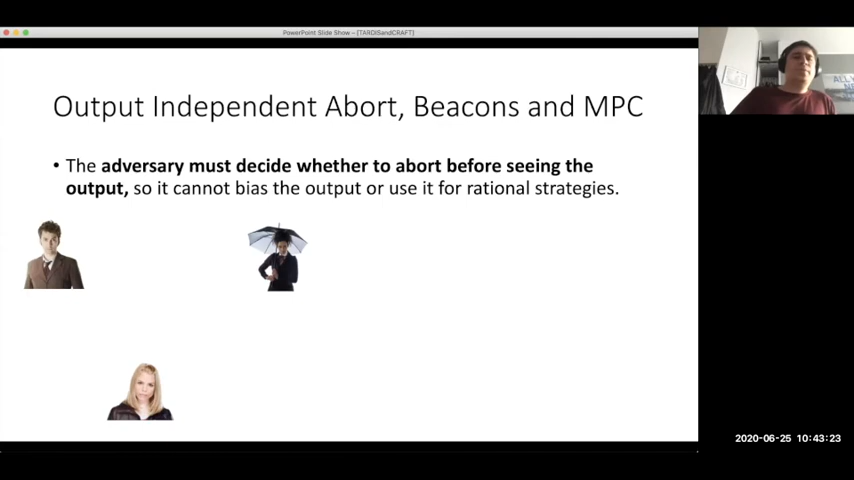 PowerPoint Slide Show – [TARDISandCRAFT]
Output Independent Abort, Beacons and MPC
• The adversary must decide whether to abort before seeing the
output, so it cannot bias the output or use it for rational strategies.
2020-06-25 10:43:23